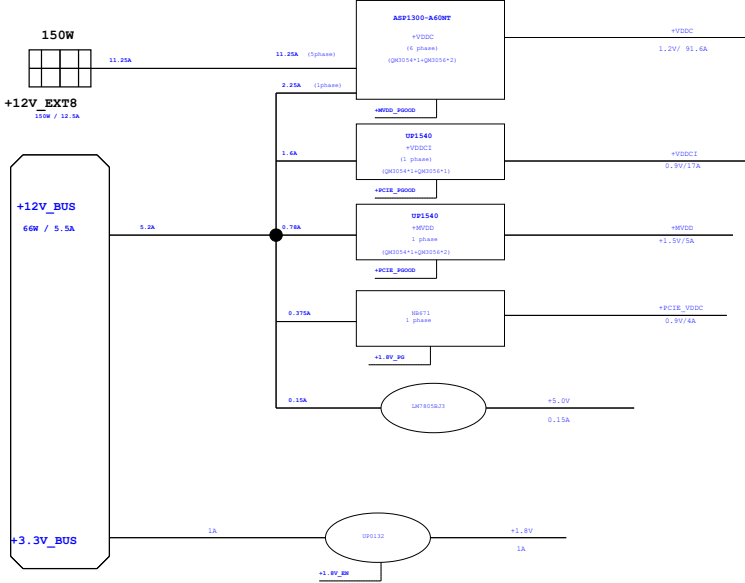 150W
+12V_EXT8
150W / 12.5A
11.25A
11.25A (5phase)
2.25A (1phase)
ASP1300-A60NT
+VDDC
(6 phase)
(QM3054*1+QM3056*2)
+MVDD_PGOOD
+VDDC
1.2V/ 91.6A
1.6A
UP1540
+VDDCI
(1 phase)
(QM3054*1+QM3056*1)
+PCIE_PGOOD
+VDDCI
0.9V/17A
+12V_BUS
66W / 5.5A
5.2A
0.78A
UP1540
+MVDD
1 phase
(QM3054*1+QM3056*2)
+PCIE_PGOOD
+MVDD
+1.5V/5A
0.375A
NB671
1 phase
+1.8V_PG
+PCIE_VDDC
0.9V/4A
0.15A
LM7805BJ3
+5.0V
0.15A
+3.3V_BUS
1A
UP0132
+1.8V_EN
+1.8V
1A